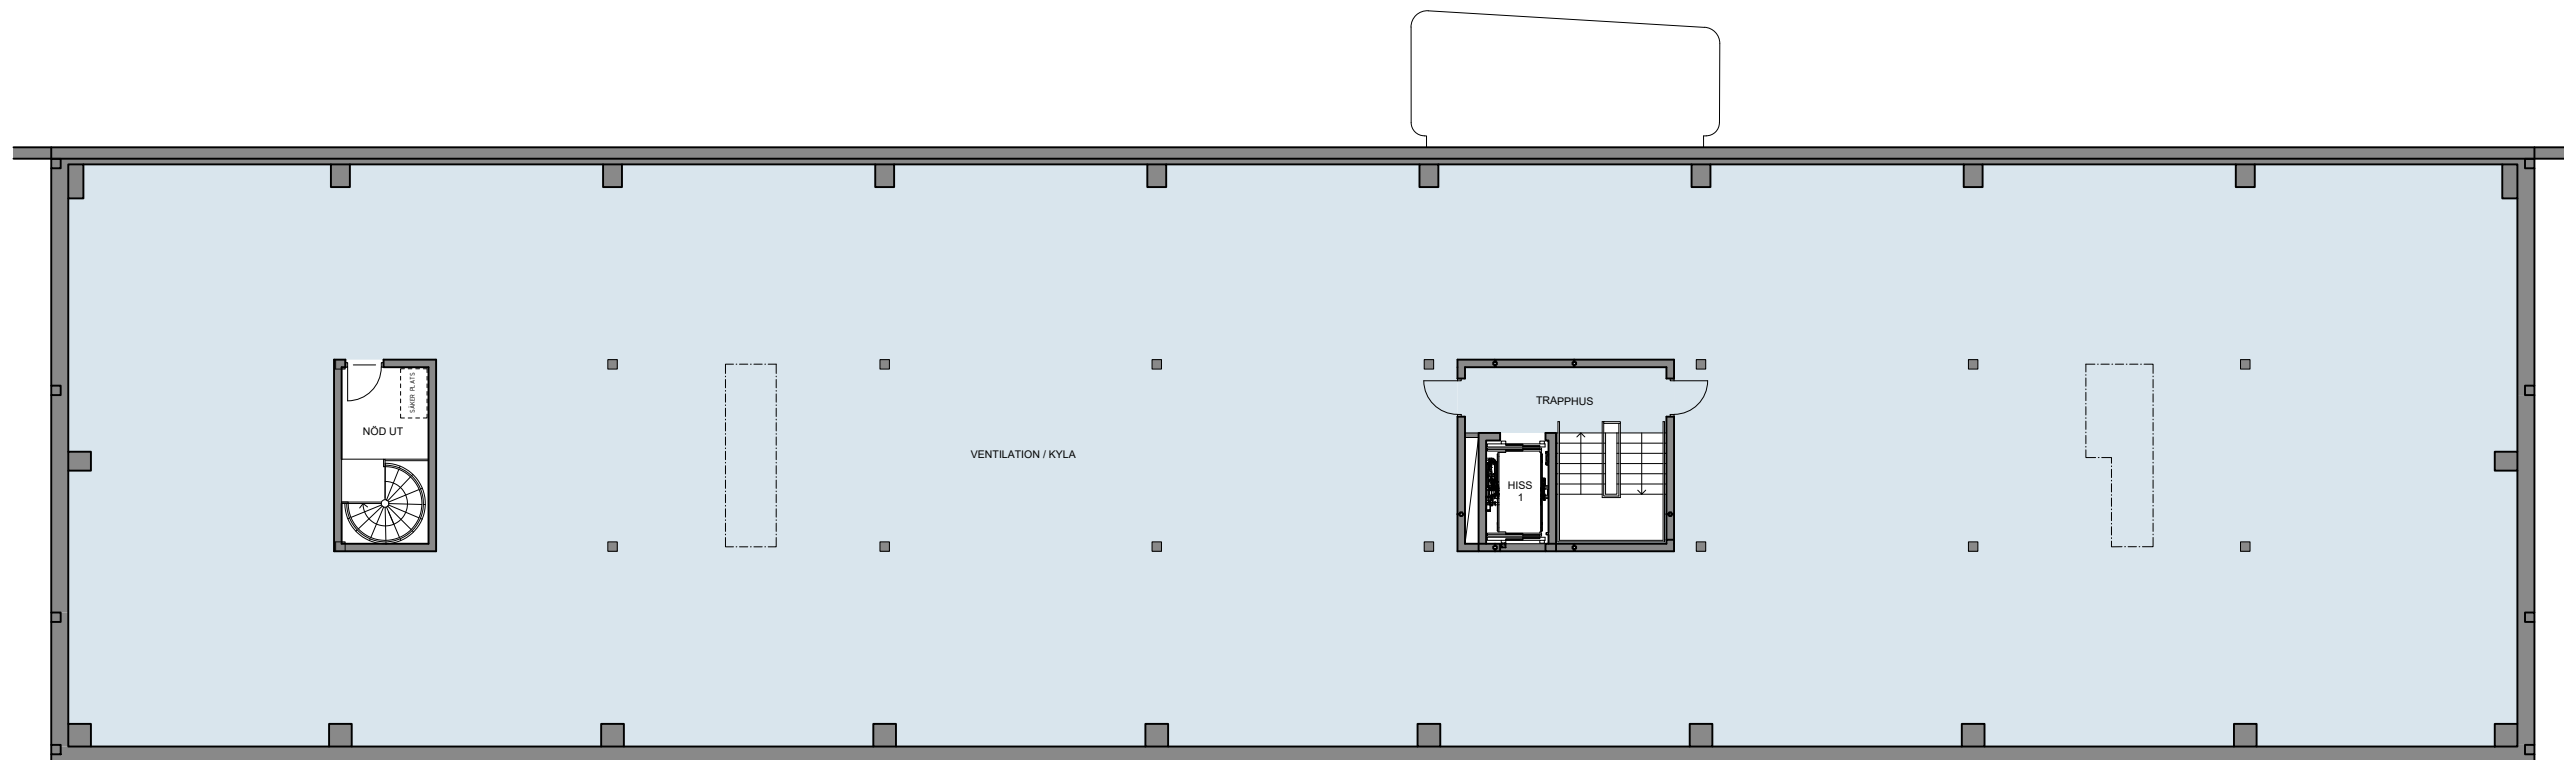 SÄKER PLATS
TRAPPHUS
NÖD UT
VENTILATION / KYLA
HISS
1